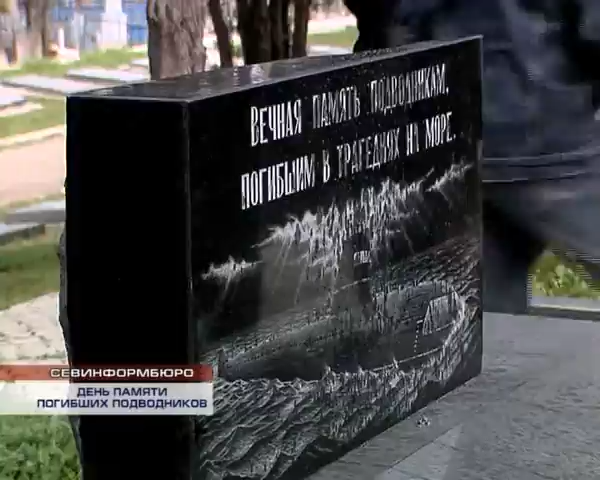 ВЕЧНАЯ ПАМЯТЬ ПОДВОДНИКАМ,
ПОГИБШИМ В ТРАГЕДИЯХ НА МОРЕ.
СЕВИНФОРМБЮРО
ДЕНЬ ПАМЯТИ
ПОГИБШИХ ПОДВОДНИКОВ